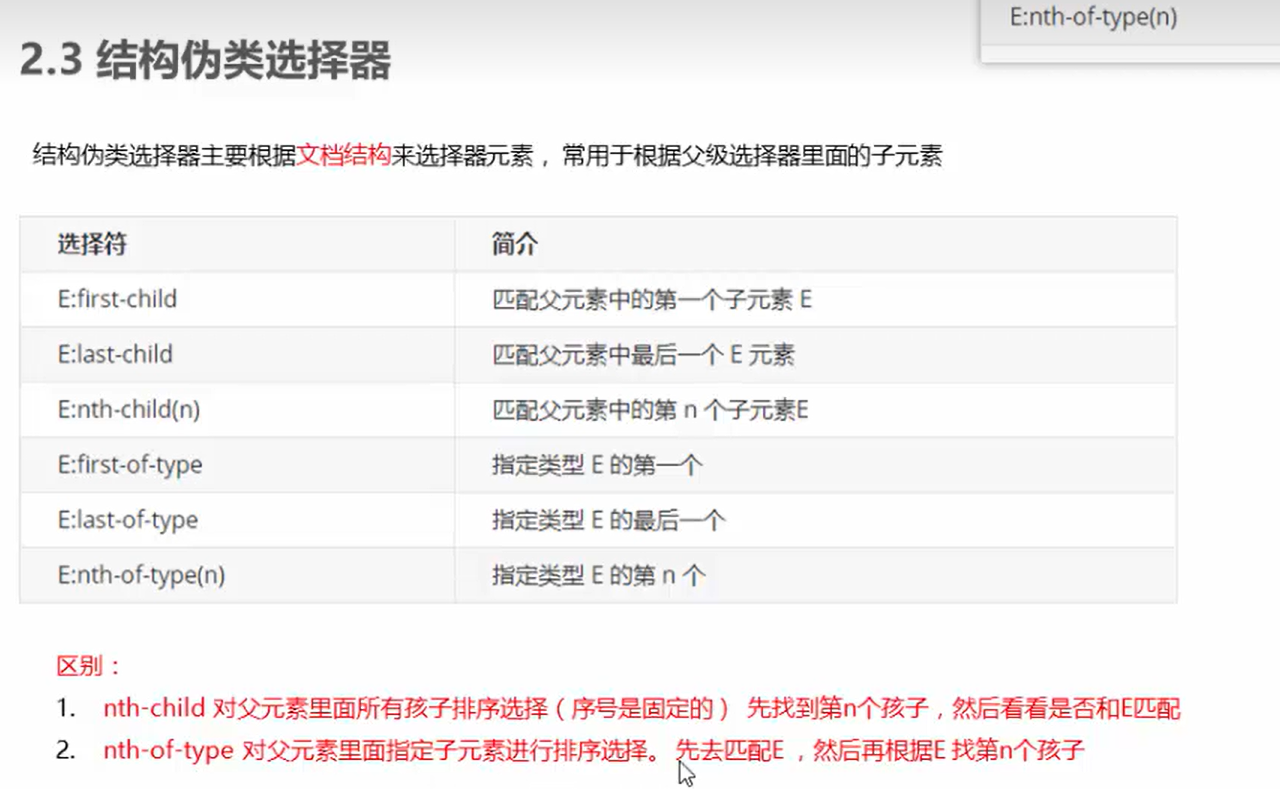 E:nth-of-type(n)
2.3 结构伪类选择器
结构伪类选择器主要根据文档结构来选择器元素，常用于根据父级选择器里面的子元素
选择符 简介
E:first-child 匹配父元素中的第一个子元素 E
E:last-child 匹配父元素中最后一个 E 元素
E:nth-child(n) 匹配父元素中的第 n 个子元素E
E:first-of-type 指定类型 E 的第一个
E:last-of-type 指定类型 E 的最后一个
E:nth-of-type(n) 指定类型 E 的第 n 个
区别：
1. nth-child 对父元素里面所有孩子排序选择（序号是固定的） 先找到第n个孩子，然后看看是否和E匹配
2. nth-of-type 对父元素里面指定子元素进行排序选择。 先去匹配E ，然后再根据E 找第n个孩子